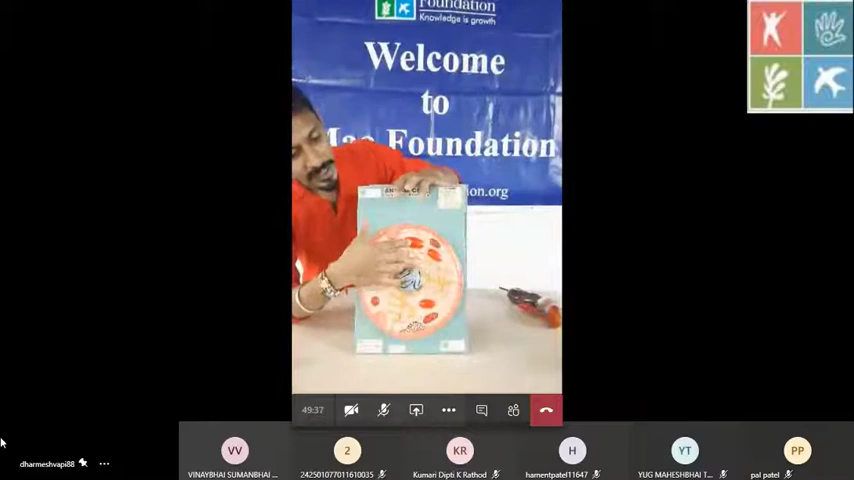 Foundation
Knowledge is growth
Welcome
to
Foundation
ion.org
49:37
dharmeshvapi88
VV
VINAYBHAI SUMANBHAI ...
2
242501077011610035
KR
Kumari Dipti K Rathod
H
hamentpatel11647
YT
YUG MAHESHBHAI T...
PP
pal patel